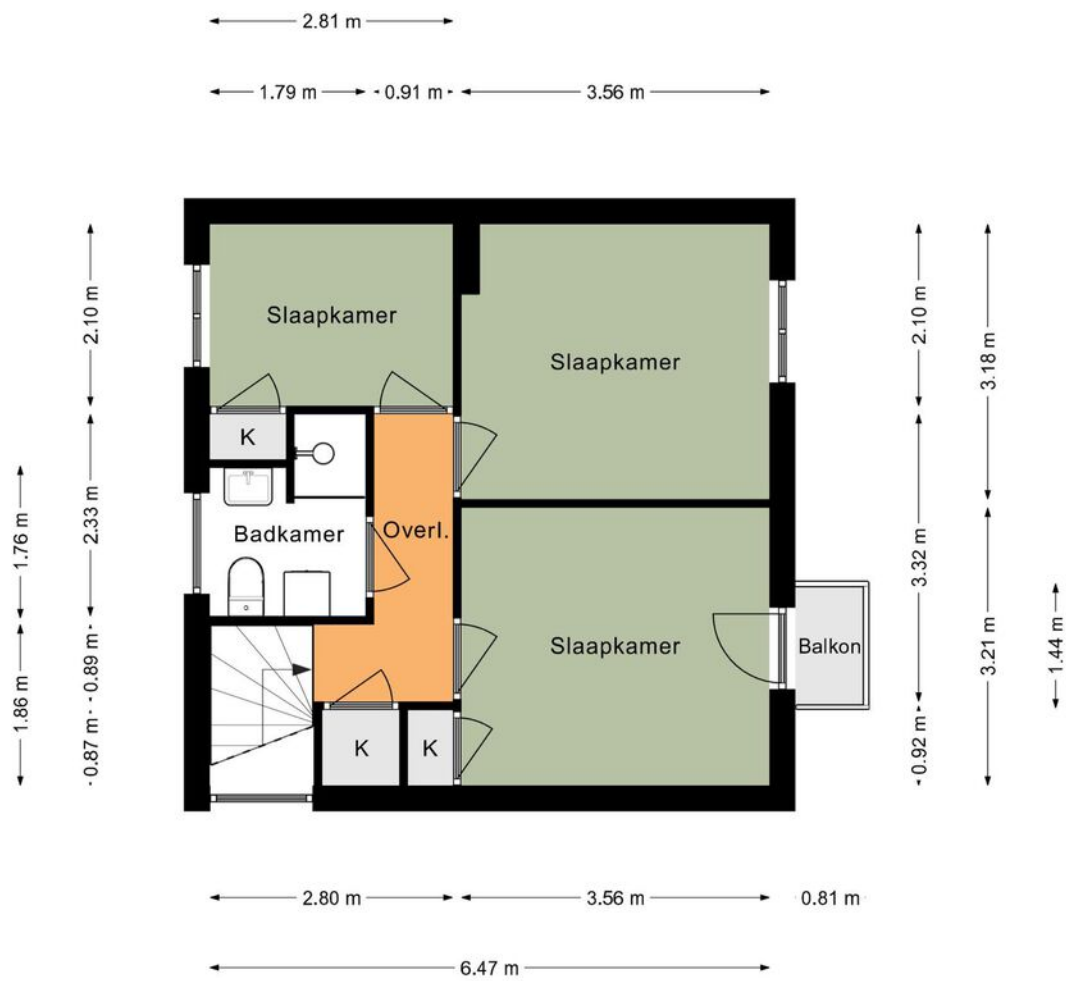 2.81 m
1.79 m
0.91 m
3.56 m
2.10 m
2.33 m
0.89 m
0.87 m
1.76 m
1.86 m
Slaapkamer
Slaapkamer
K
Badkamer
Overl.
Slaapkamer
Balkon
K
K
2.10 m
3.32 m
0.92 m
3.18 m
3.21 m
1.44 m
2.80 m
3.56 m
0.81 m
6.47 m